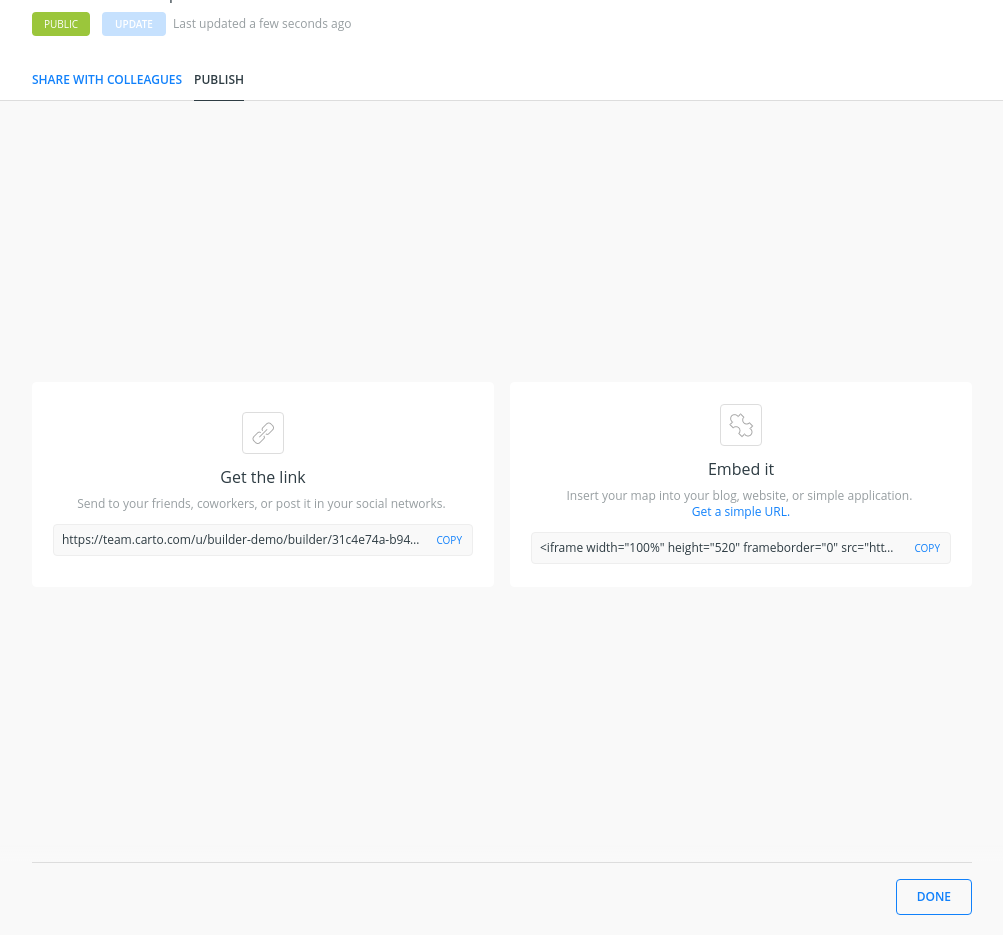 PUBLIC UPDATE Last updated a few seconds ago
SHARE WITH COLLEAGUES PUBLISH
Get the link
Send to your friends, coworkers, or post it in your social networks.
https://team.carto.com/u/builder-demo/builder/31c4e74a-b94... COPY
Embed it
Insert your map into your blog, website, or simple application.
Get a simple URL.
<iframe width="100%" height="520" frameborder="0" src="htt... COPY
DONE